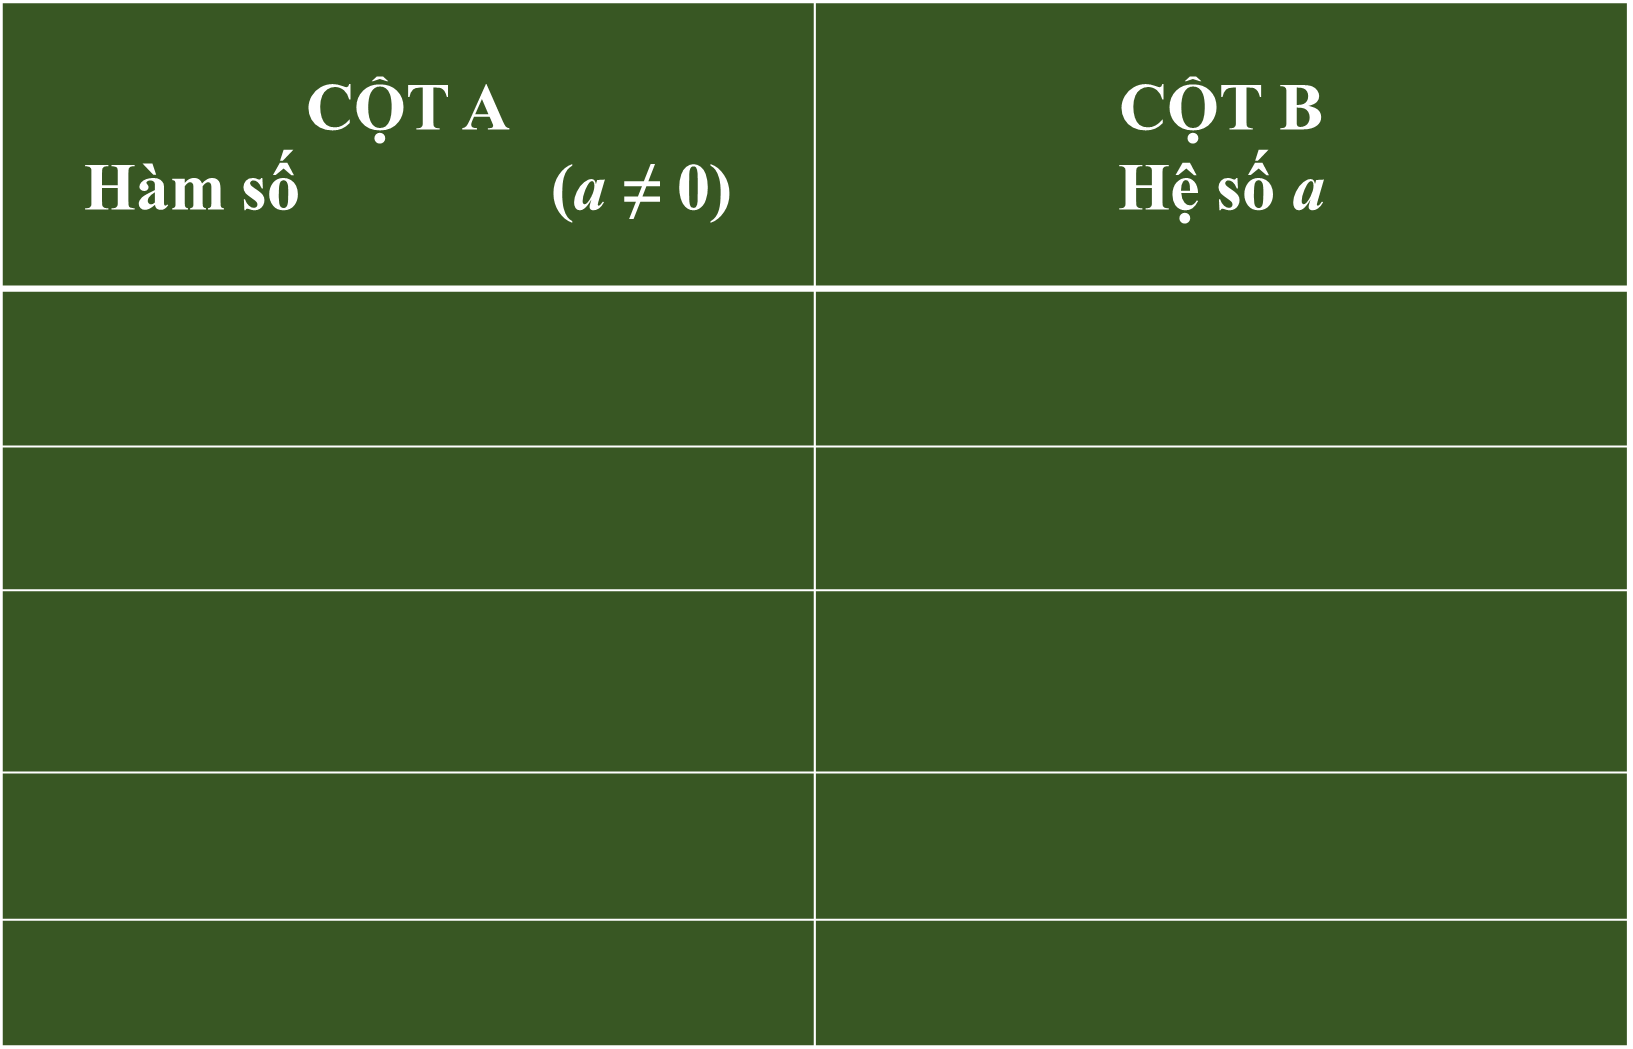 CỘT A
Hàm số (a ≠ 0)
CỘT B
Hệ số a